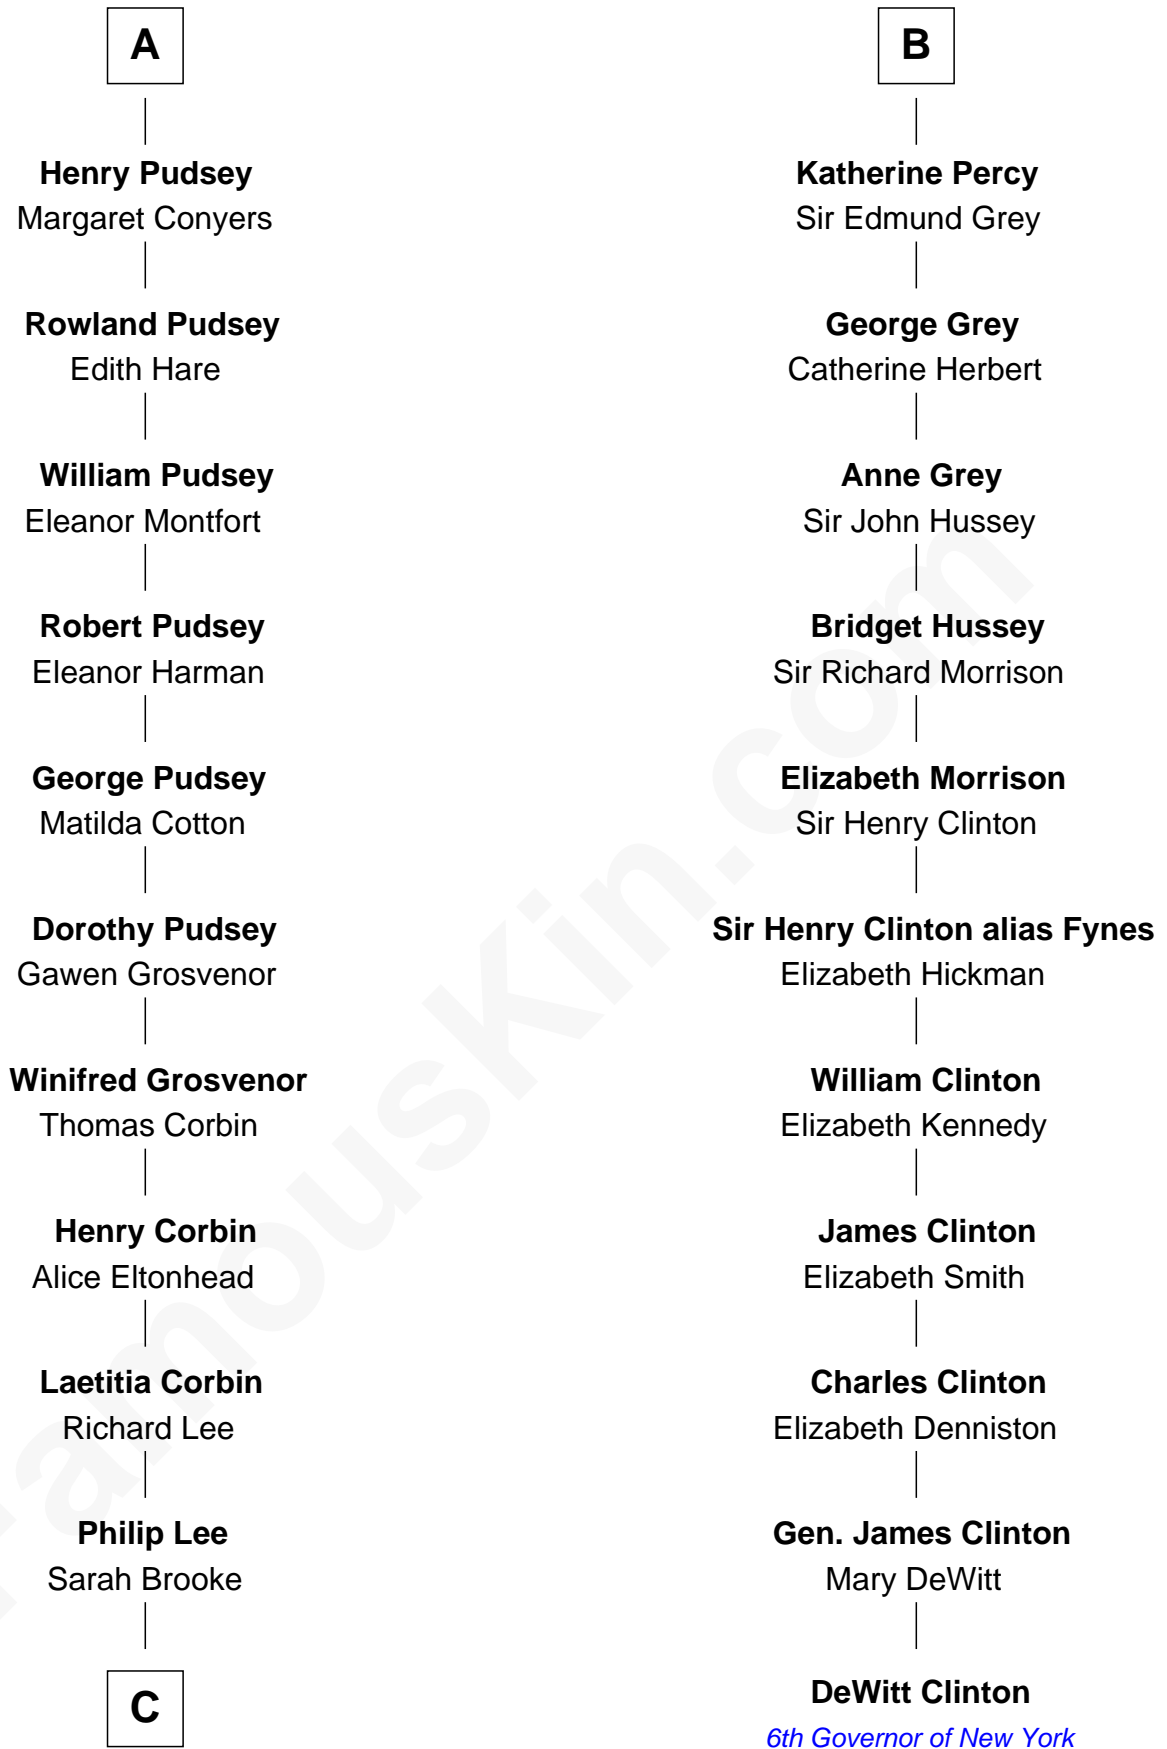 A
Henry Pudsey
Margaret Conyers
Rowland Pudsey
Edith Hare
William Pudsey
Eleanor Montfort
Robert Pudsey
Eleanor Harman
George Pudsey
Matilda Cotton
Dorothy Pudsey
Gawen Grosvenor
Winifred Grosvenor
Thomas Corbin
Henry Corbin
Alice Eltonhead
Laetitia Corbin
Richard Lee
Philip Lee
Sarah Brooke
C
B
Katherine Percy
Sir Edmund Grey
George Grey
Catherine Herbert
Anne Grey
Sir John Hussey
Bridget Hussey
Sir Richard Morrison
Elizabeth Morrison
Sir Henry Clinton
Sir Henry Clinton alias Fynes
Elizabeth Hickman
William Clinton
Elizabeth Kennedy
James Clinton
Elizabeth Smith
Charles Clinton
Elizabeth Denniston
Gen. James Clinton
Mary DeWitt
DeWitt Clinton
6th Governor of New York
FamousKin.com